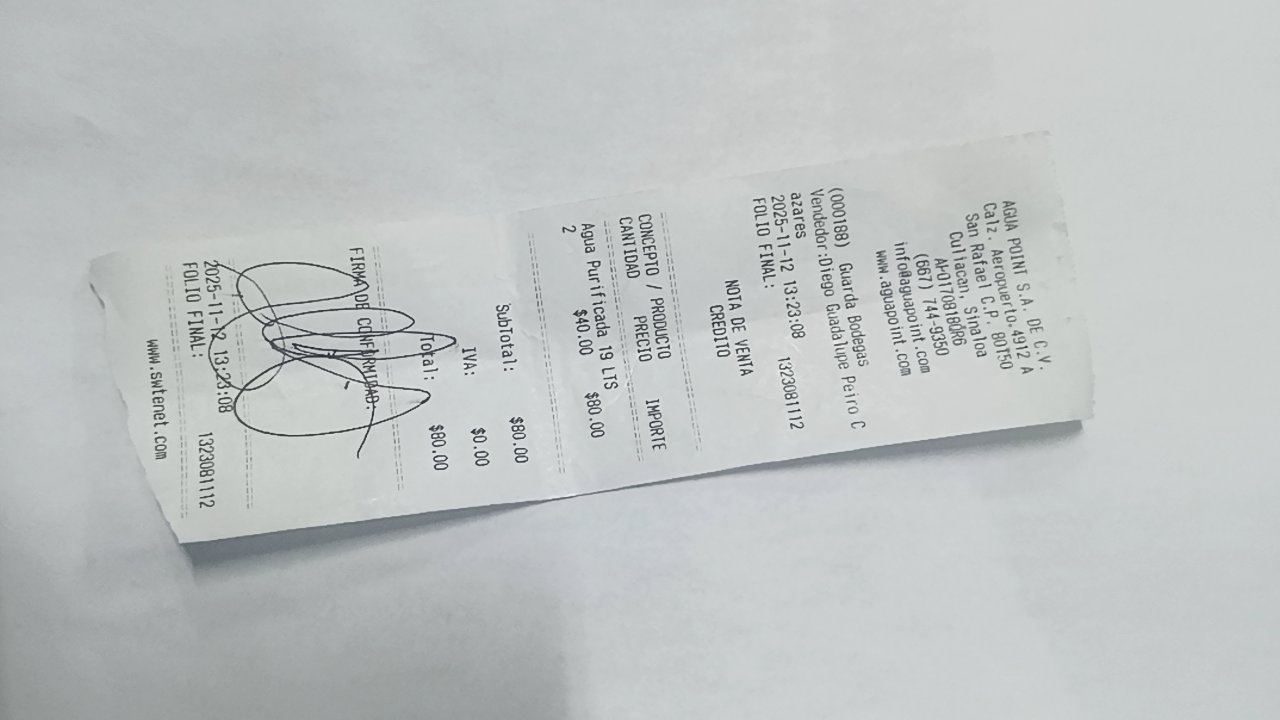 AGUA POINT S.A. DE C.V.
Calz. Aeropuerto.4912 A
San Rafael C.P. 80150
Culiacan, Sinaloa
(667) 744-9350
info@aguapoint.com
www.aguapoint.com
(000188) Guarda Bodegas
Vendedor:Diego Guadalupe Peiro C
azares
2025-11-12 13:23:08 1323081112
FOLIO FINAL:
NOTA DE VENTA
CREDITO
CONCEPTO / PRODUCTO
CANTIDAD PRECIO IMPORTE
Agua Purificada 19 LTS
2 $40.00 $80.00
SubTotal: $80.00
IVA: $0.00
Total: $80.00
FIRMA DE CONFORMIDAD:
2025-11-12 13:23:08 1323081112
FOLIO FINAL:
www.swtenet.com